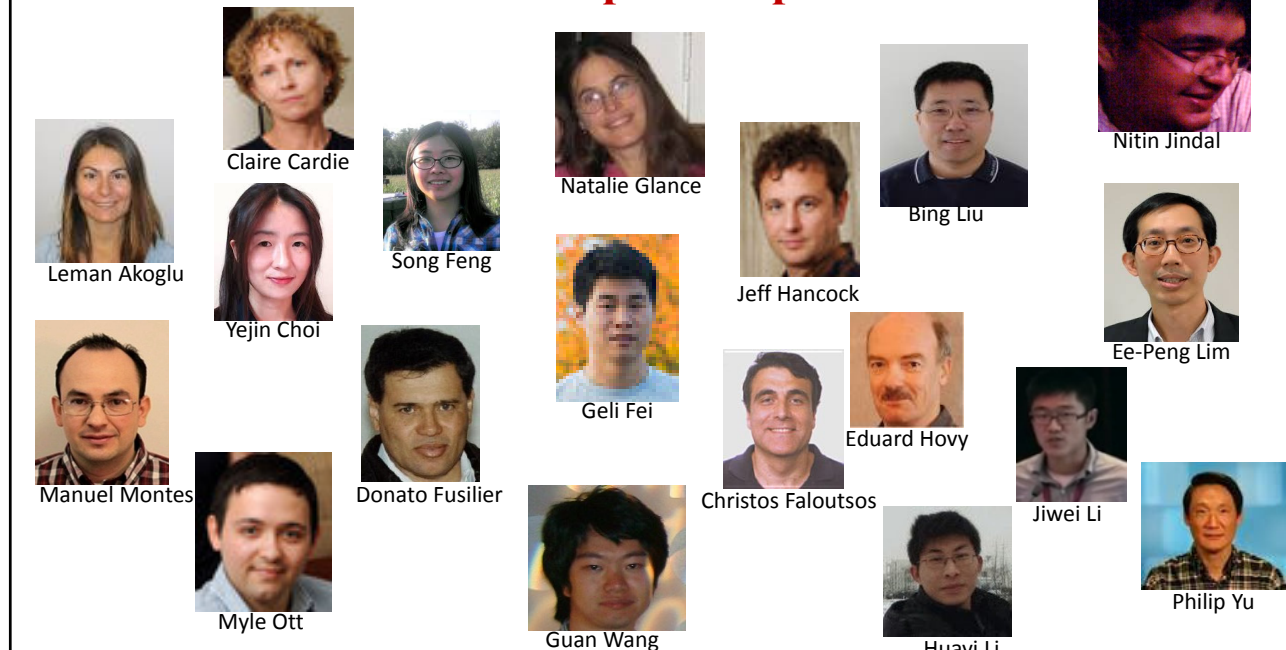 Nitin Jindal
Claire Cardie
Natalie Glance
Bing Liu
Song Feng
Leman Akoglu
Jeff Hancock
Yejin Choi
Ee-Peng Lim
Geli Fei
Eduard Hovy
Manuel Montes
Donato Fusilier
Christos Faloutsos
Jiwei Li
Philip Yu
Myle Ott
Guan Wang